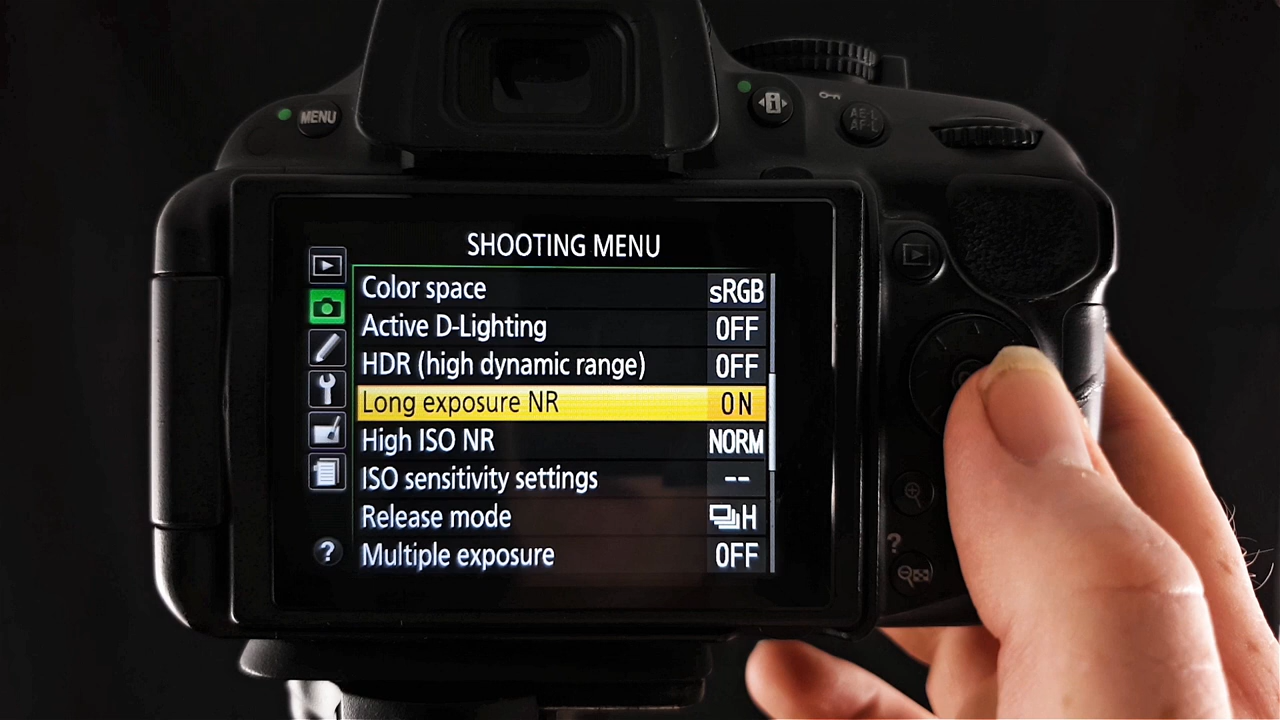 MENU
i
AE-L
AF-L
SHOOTING MENU
Color space sRGB
Active D-Lighting OFF
HDR (high dynamic range) OFF
Long exposure NR ON
High ISO NR NORM
ISO sensitivity settings --
Release mode H
Multiple exposure OFF
?
?